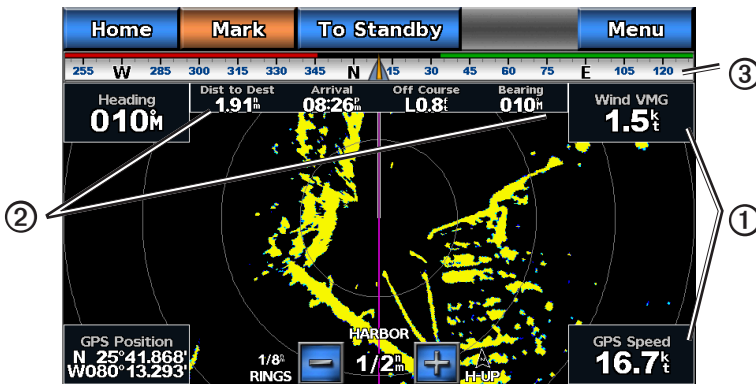 Home Mark To Standby Menu
255 W 285 300 315 330 345 N 15 30 45 60 75 E 105 120
③
Heading
010°M
Dist to Dest Arrival Off Course Bearing
1.91nm 08:26PM L0.8ft 010°M
Wind VMG
1.5kt
②
①
GPS Position
N 25°41.868'
W080°13.293'
HARBOR
1/8nm
RINGS
1/2nm
H-UP
GPS Speed
16.7kt